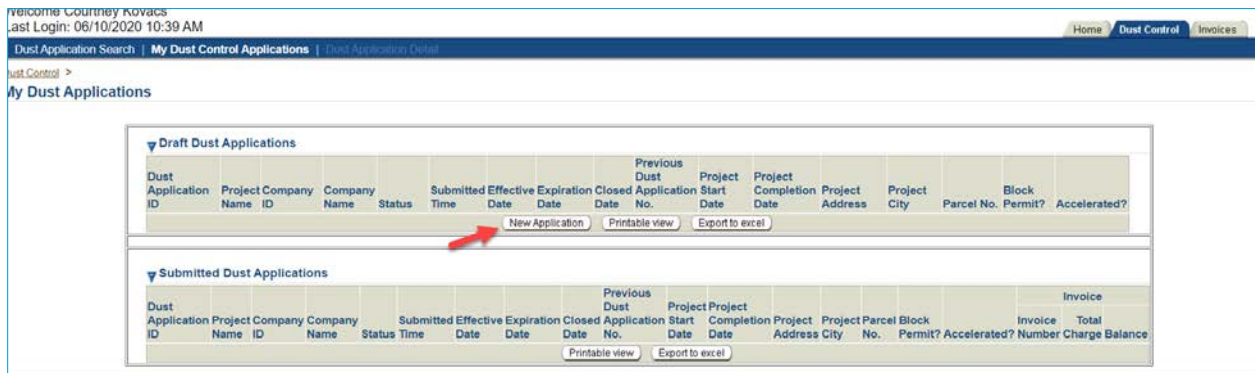 Welcome Courtney Kovacs
Last Login: 06/10/2020 10:39 AM
Home Dust Control Invoices
Dust Application Search | My Dust Control Applications | Dust Application Detail
Dust Control >
My Dust Applications
Draft Dust Applications
Dust Application ID Project Name Company ID Company Name Status Submitted Time Effective Date Expiration Date Closed Date Previous Dust Application No. Project Start Date Project Completion Date Project Address Project City Parcel No. Block Permit? Accelerated?
New Application Printable view Export to excel
Submitted Dust Applications
Dust Application ID Project Name Company ID Company Name Status Submitted Time Effective Date Expiration Date Closed Date Previous Dust Application No. Project Start Date Project Completion Date Project Address Project City Parcel No. Block Permit? Accelerated? Invoice Invoice Number Total Charge Balance
Printable view Export to excel